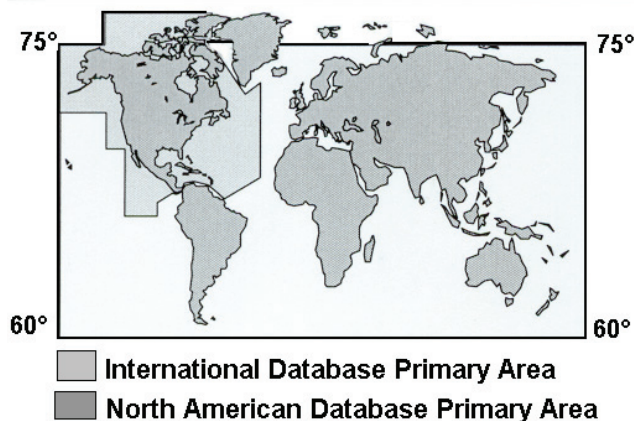 75° 75°
60° 60°
International Database Primary Area
North American Database Primary Area